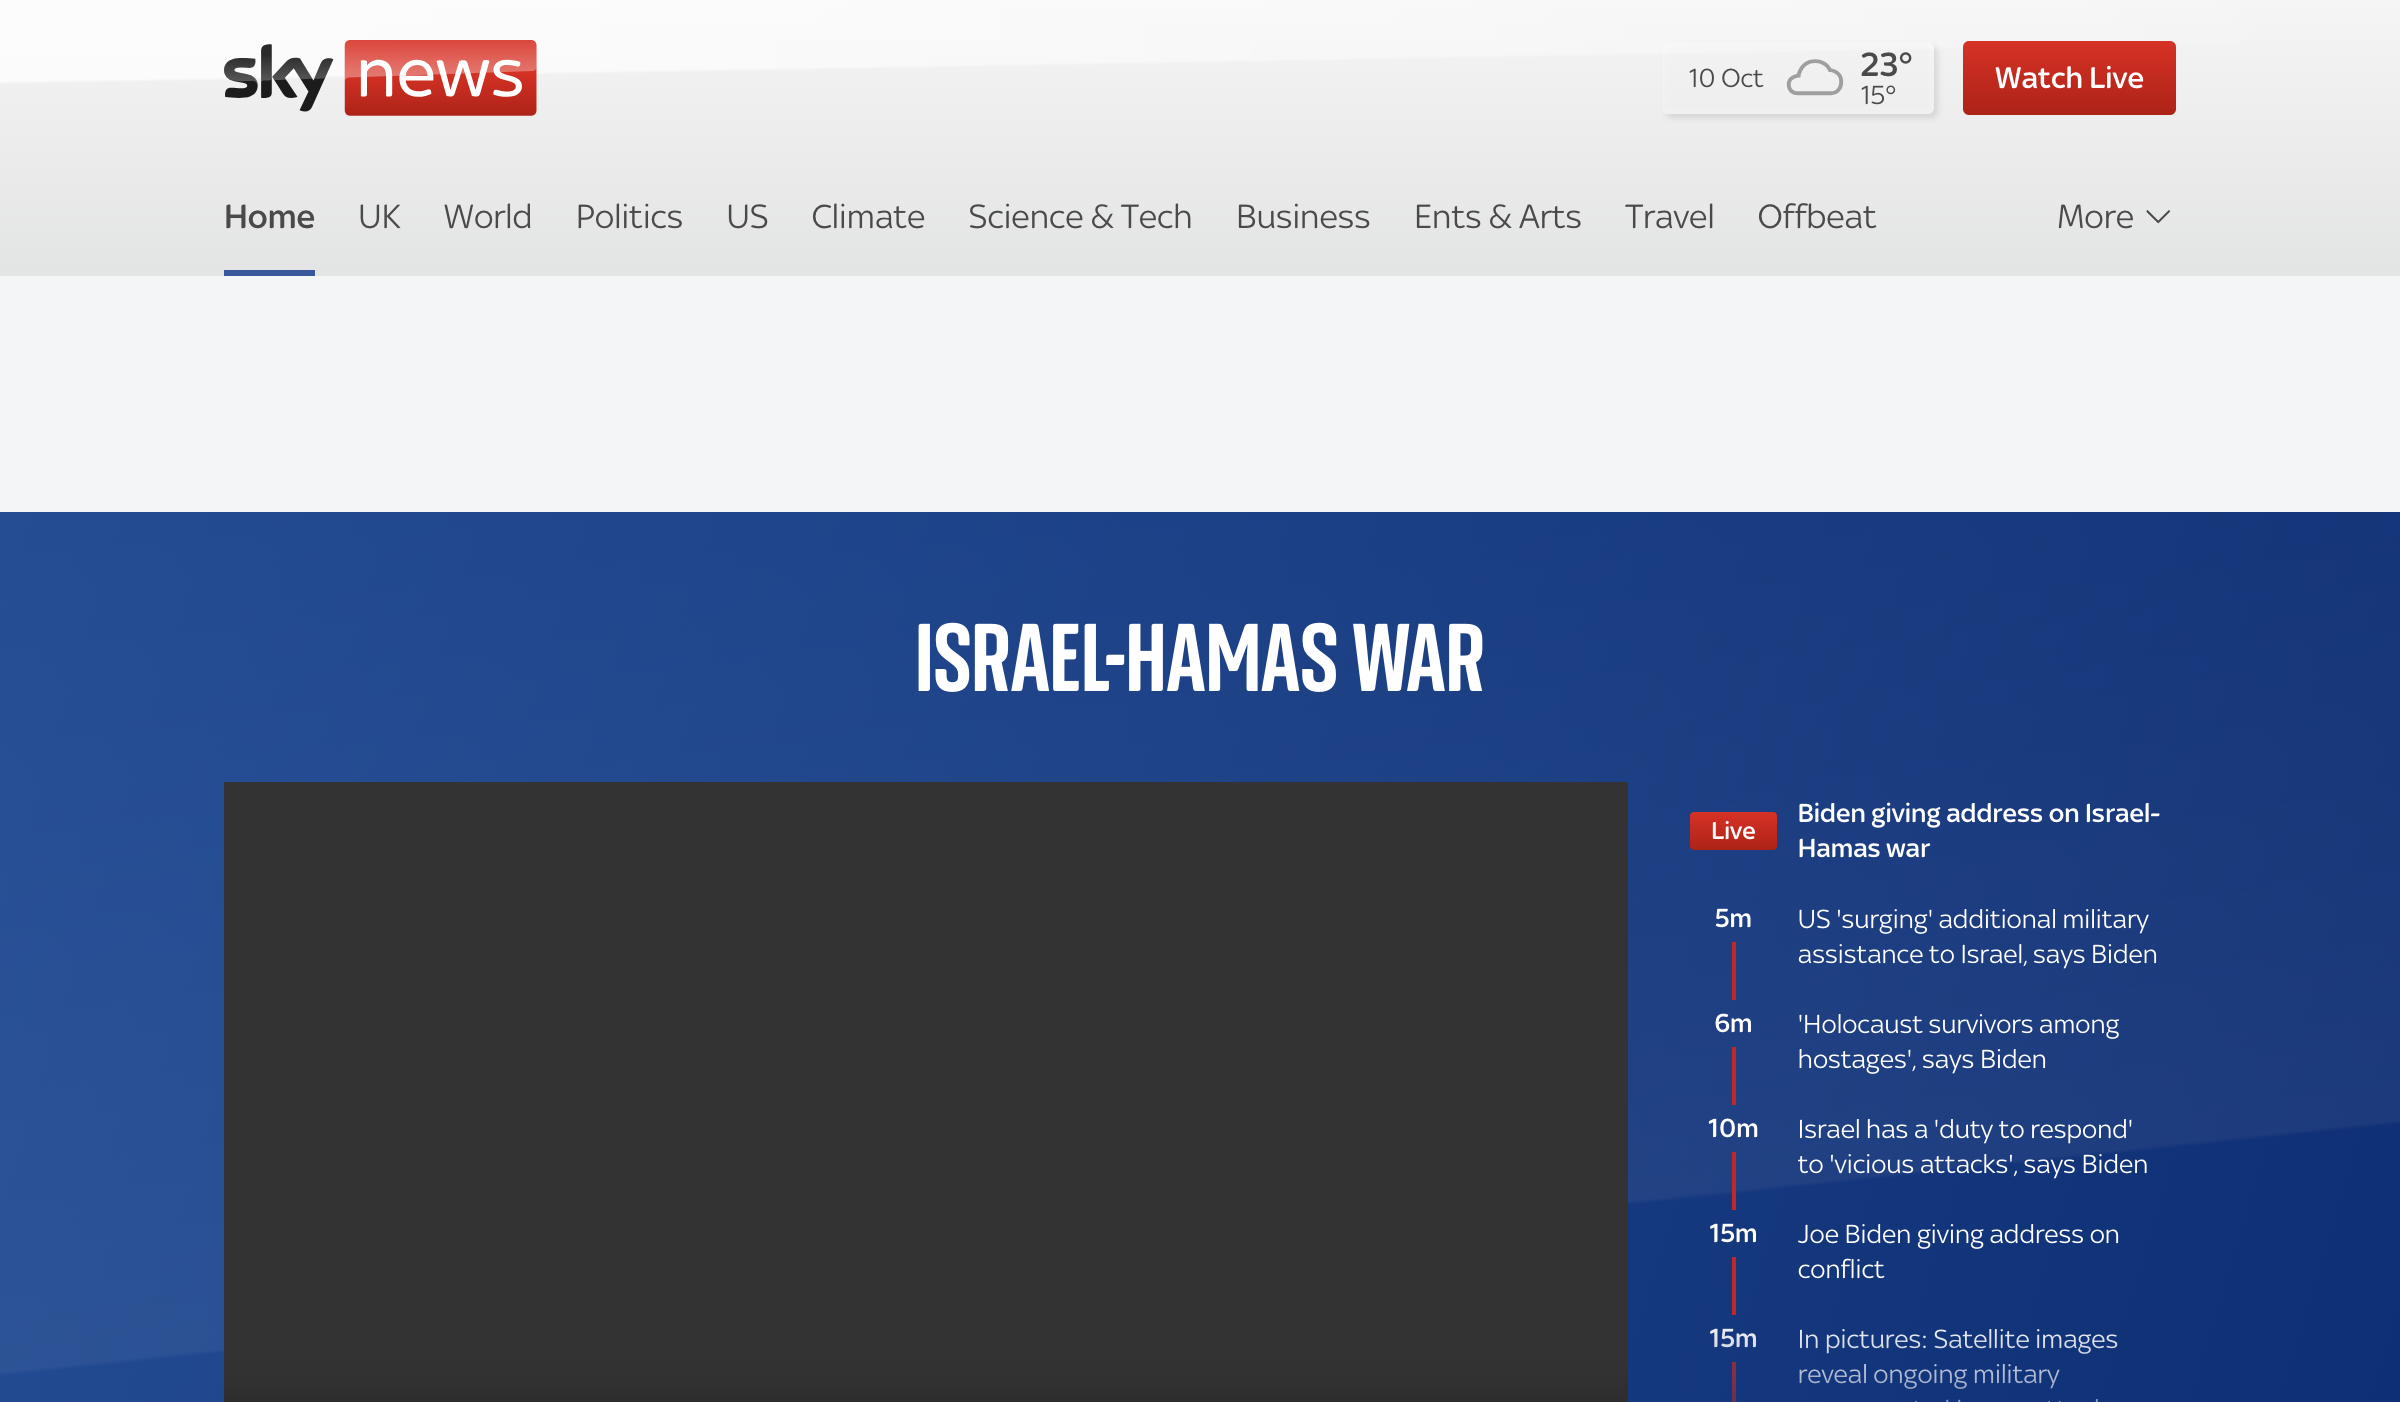 sky news
10 Oct
23°
15°
Watch Live
Home UK World Politics US Climate Science & Tech Business Ents & Arts Travel Offbeat More
ISRAEL-HAMAS WAR
Live
Biden giving address on Israel-
Hamas war
5m
US 'surging' additional military
assistance to Israel, says Biden
6m
'Holocaust survivors among
hostages', says Biden
10m
Israel has a 'duty to respond'
to 'vicious attacks', says Biden
15m
Joe Biden giving address on
conflict
15m
In pictures: Satellite images
reveal ongoing military